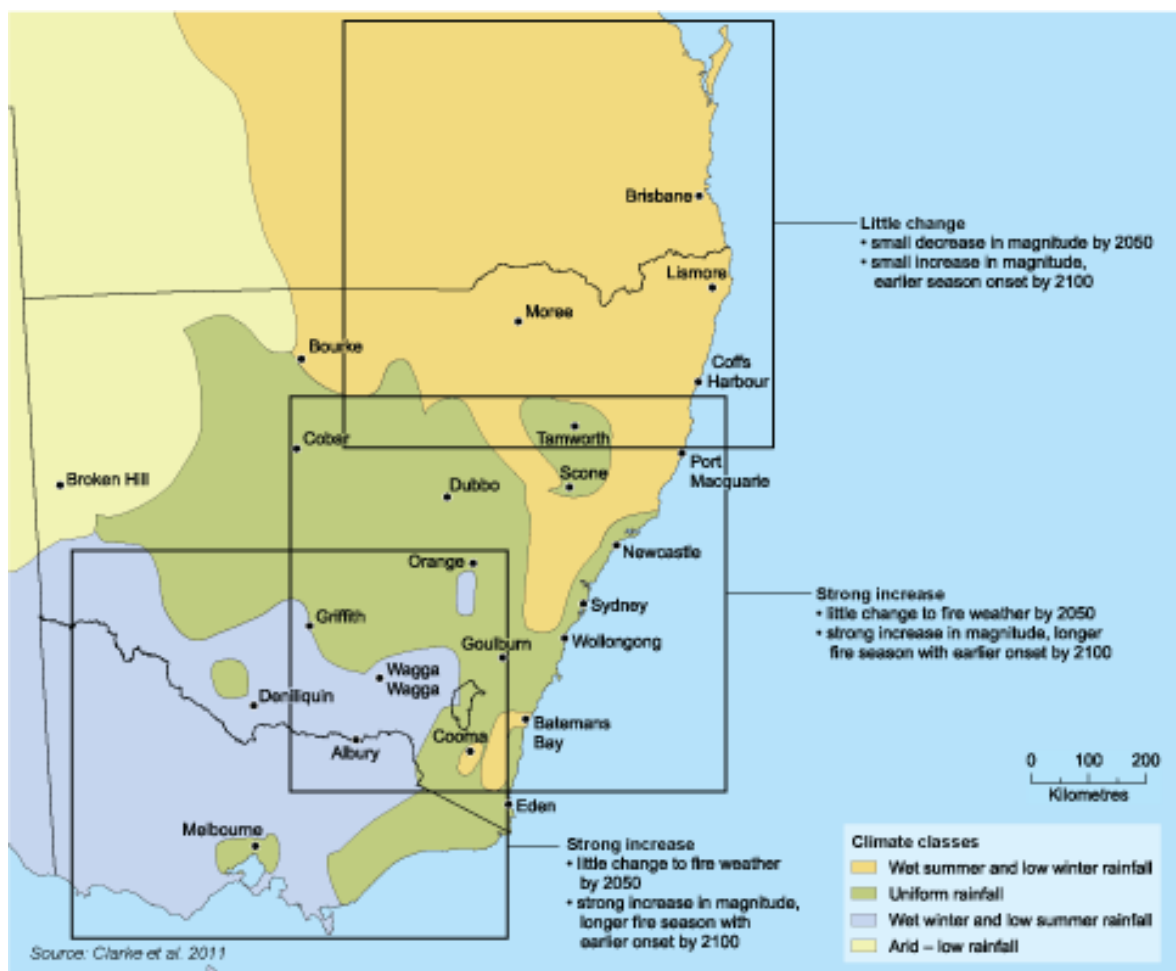 Brisbane
Little change
• small decrease in magnitude by 2050
• small increase in magnitude,
earlier season onset by 2100
Lismore
Moree
Bourke
Coffs
Harbour
Cobar
Tamworth
Port
Macquarie
Broken Hill
Dubbo
Scone
Orange
Newcastle
Strong increase
• little change to fire weather by 2050
• strong increase in magnitude, longer
fire season with earlier onset by 2100
Sydney
Griffith
Wollongong
Goulburn
Wagga
Wagga
Deniliquin
Batemans
Bay
Cooma
Albury
0 100 200
Kilometres
Eden
Melbourne
Strong increase
• little change to fire weather
by 2050
• strong increase in magnitude,
longer fire season with
earlier onset by 2100
Climate classes
Wet summer and low winter rainfall
Uniform rainfall
Wet winter and low summer rainfall
Arid – low rainfall
Source: Clarke et al. 2011